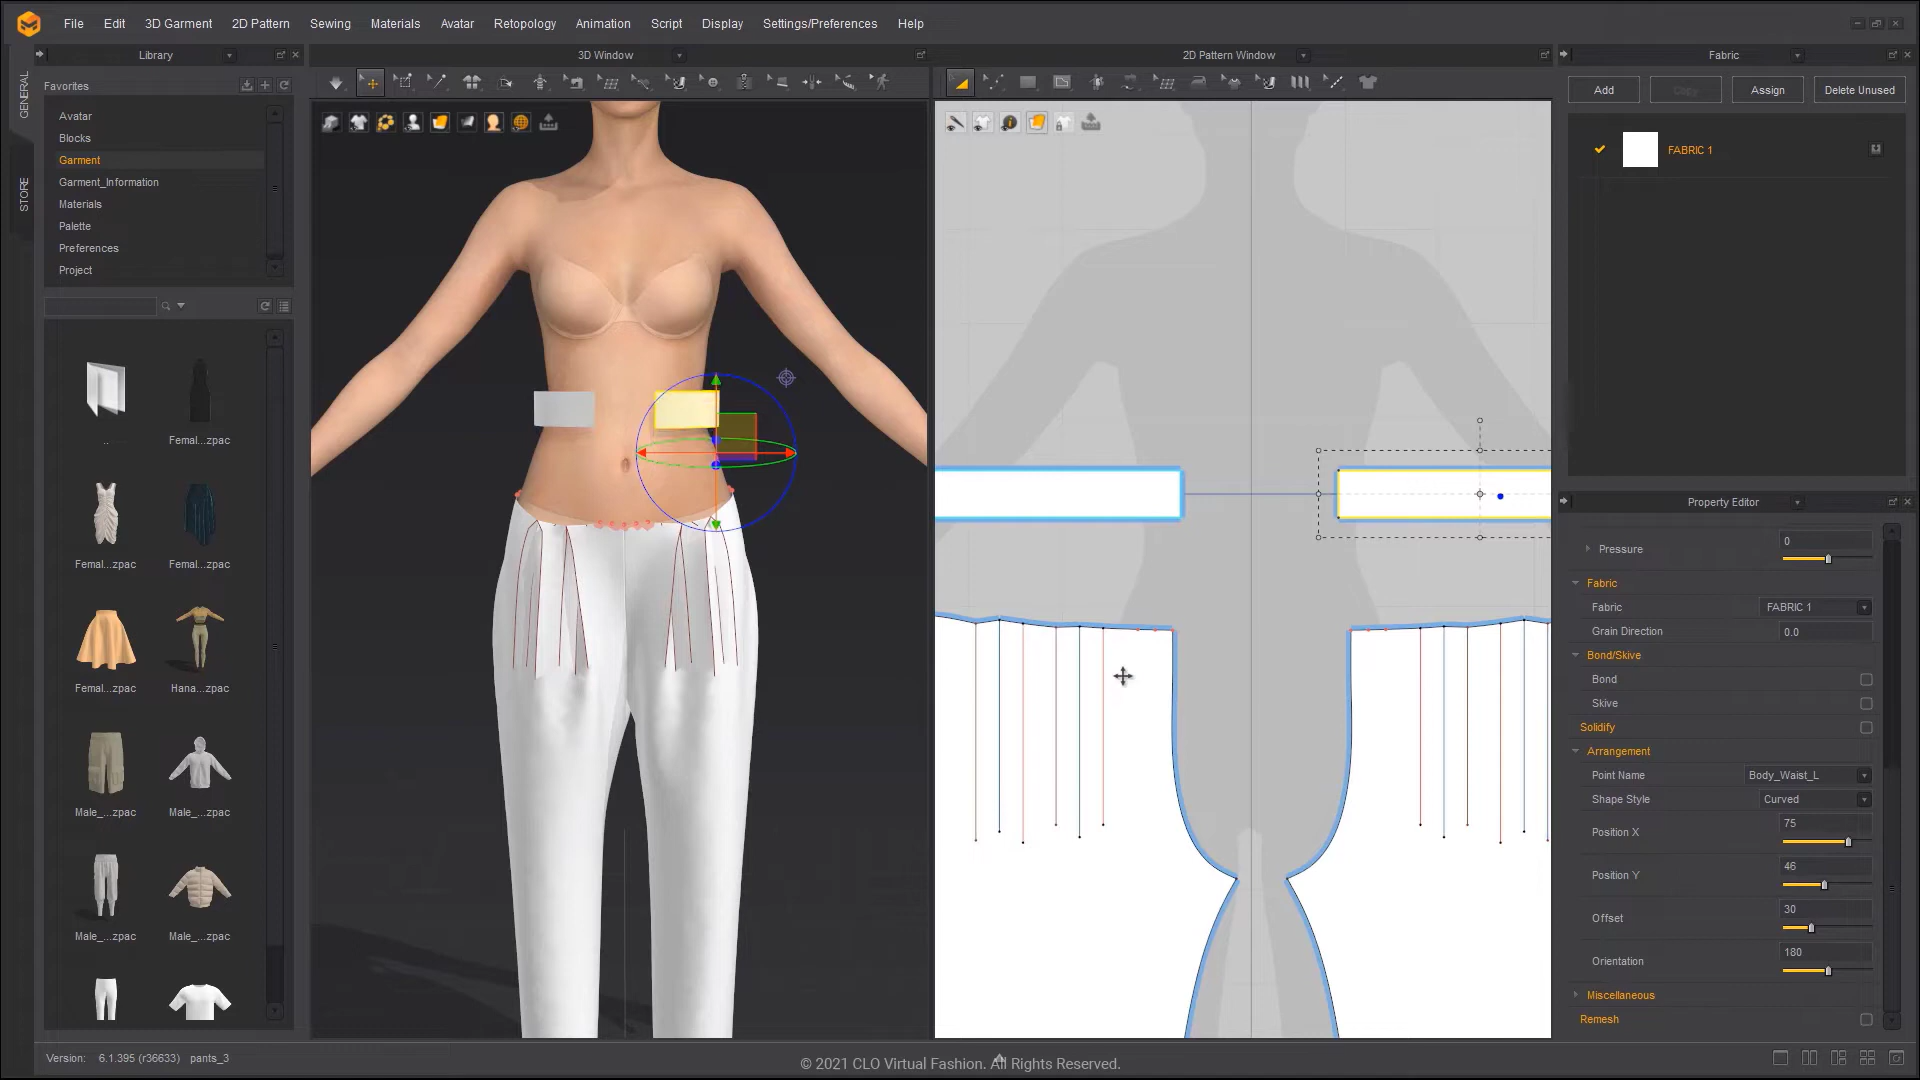 File Edit 3D Garment 2D Pattern Sewing Materials Avatar Retopology Animation Script Display Settings/Preferences Help
Library
3D Window
2D Pattern Window
Fabric
GENERAL
STORE
Favorites
Avatar
Blocks
Garment
Garment_Information
Materials
Palette
Preferences
Project
..
Femal...zpac
Femal...zpac
Femal...zpac
Femal...zpac
Hana...zpac
Male_...zpac
Male_...zpac
Male_...zpac
Male_...zpac
Add
Copy
Assign
Delete Unused
FABRIC 1
Property Editor
Pressure
0
Fabric
Fabric
FABRIC 1
Grain Direction
0.0
Bond/Skive
Bond
Skive
Solidify
Arrangement
Point Name
Body_Waist_L
Shape Style
Curved
Position X
75
Position Y
46
Offset
30
Orientation
180
Miscellaneous
Remesh
Version: 6.1.395 (r36633) pants_3
© 2021 CLO Virtual Fashion. All Rights Reserved.